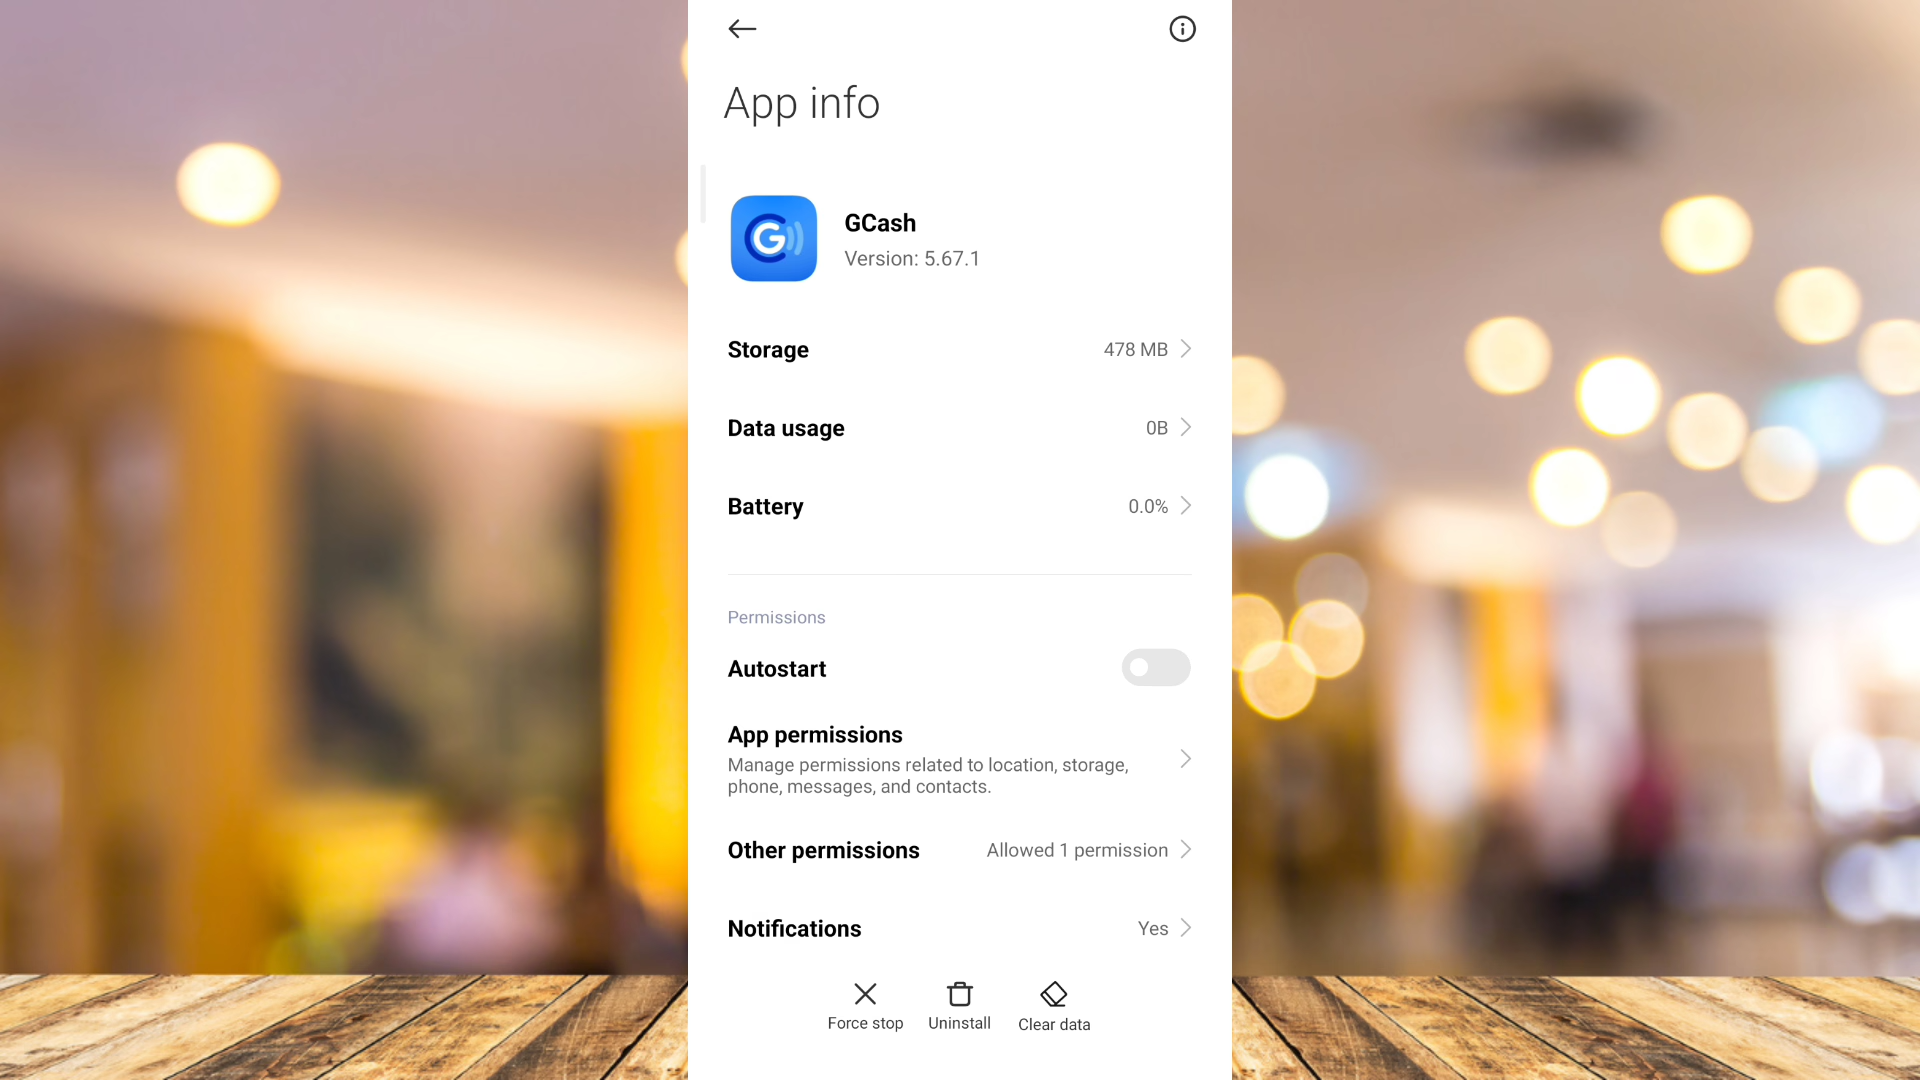 App info
GCash
Version: 5.67.1
Storage 478 MB
Data usage 0B
Battery 0.0%
Permissions
Autostart
App permissions
Manage permissions related to location, storage,
phone, messages, and contacts.
Other permissions Allowed 1 permission
Notifications Yes
Force stop Uninstall Clear data